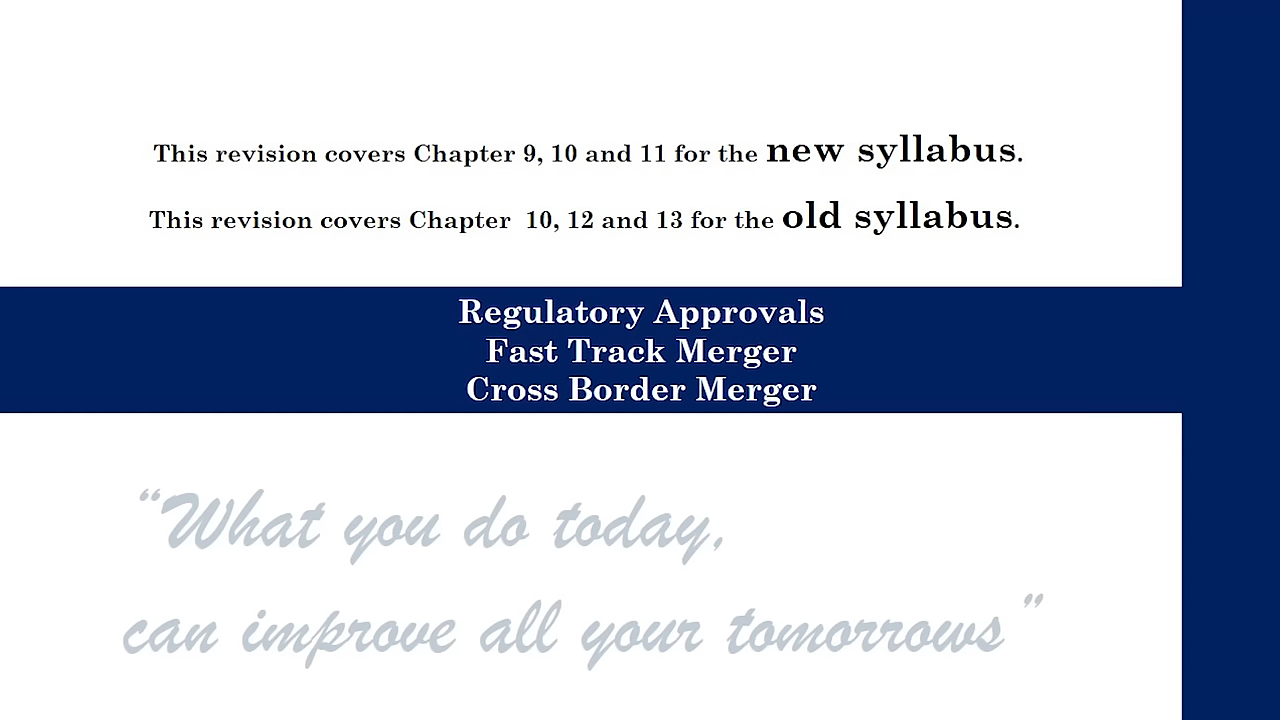 This revision covers Chapter 9, 10 and 11 for the new syllabus.
This revision covers Chapter 10, 12 and 13 for the old syllabus.
Regulatory Approvals
Fast Track Merger
Cross Border Merger
“What you do today,
can improve all your tomorrows”